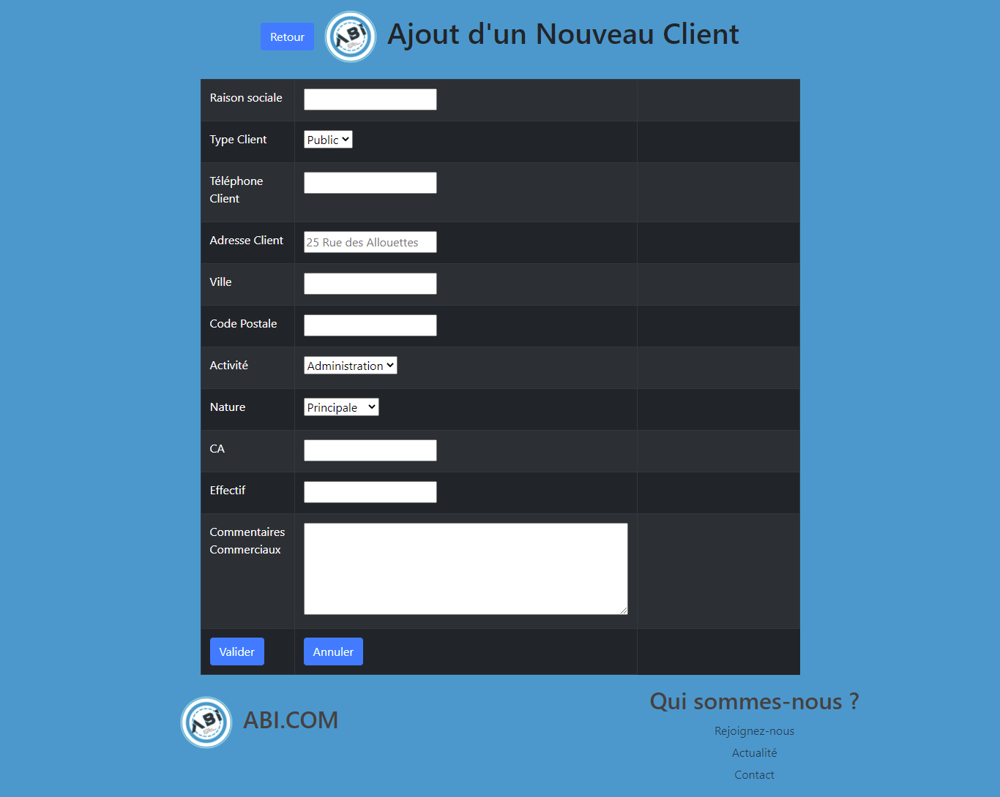 Retour
ABI
Ajout d'un Nouveau Client
Raison sociale
Type Client
Public
Téléphone
Client
Adresse Client
25 Rue des Allouettes
Ville
Code Postale
Activité
Administration
Nature
Principale
CA
Effectif
Commentaires
Commerciaux
Valider
Annuler
ABI
ABI.COM
Qui sommes-nous ?
Rejoignez-nous
Actualité
Contact